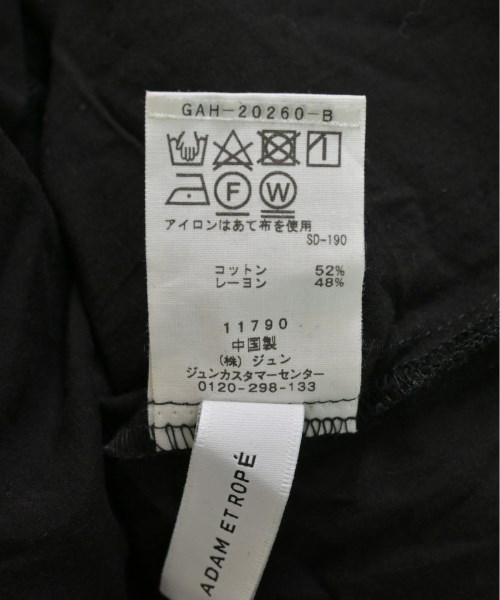 GAH-20260-B
F W
アイロンはあて布を使用
SD-190
コットン 52%
レーヨン 48%
11790
中国製
(株) ジュン
ジュンカスタマーセンター
0120-298-133
ADAM ET ROPÉ